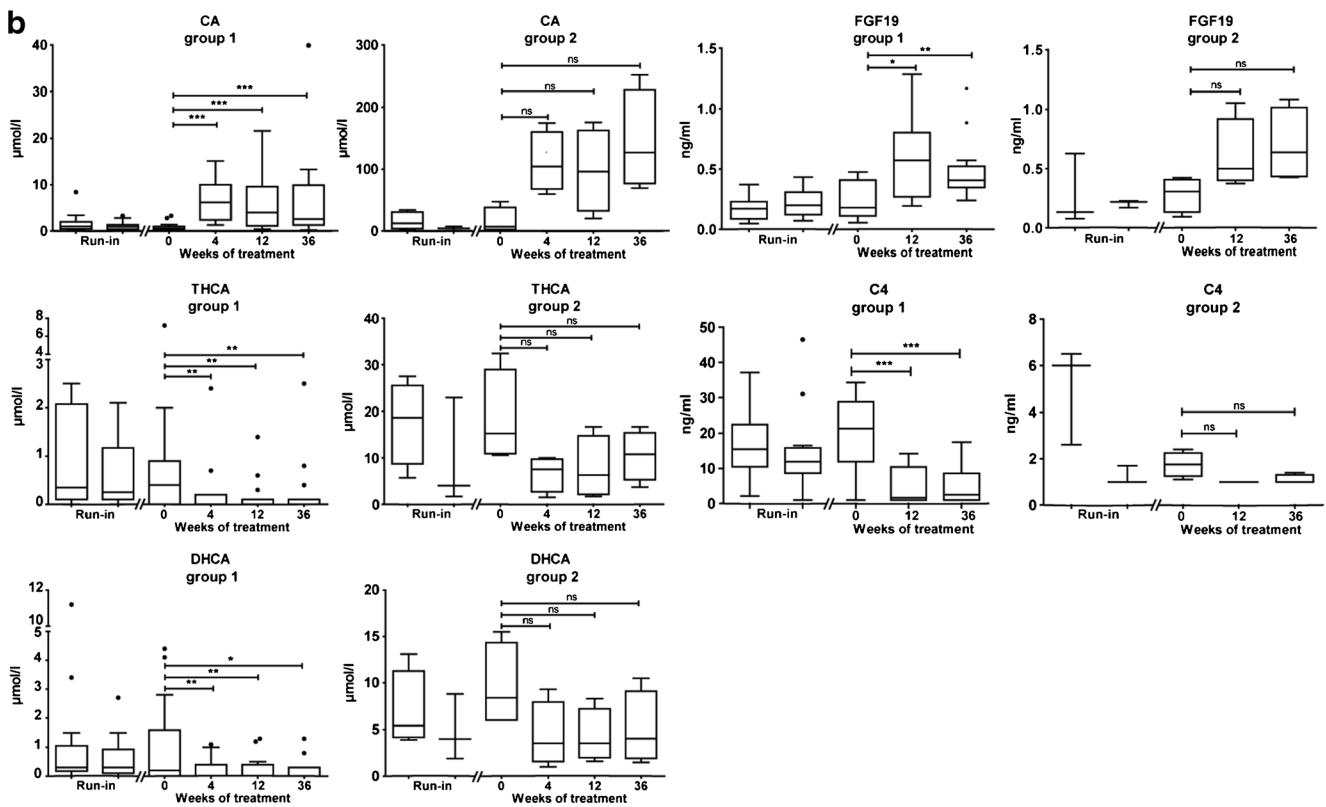 b
CA
group 1
40
30
20
10
0
µmol/l
***
***
***
Run-in
0
4
12
36
Weeks of treatment
CA
group 2
300
200
100
0
µmol/l
ns
ns
ns
Run-in
0
4
12
36
Weeks of treatment
FGF19
group 1
1.5
1.0
0.5
0.0
ng/ml
**
*
Run-in
0
12
36
Weeks of treatment
FGF19
group 2
1.5
1.0
0.5
0.0
ng/ml
ns
ns
Run-in
0
12
36
Weeks of treatment
THCA
group 1
8
7
6
5
4
3
2
1
0
µmol/l
**
**
**
Run-in
0
4
12
36
Weeks of treatment
THCA
group 2
40
30
20
10
0
µmol/l
ns
ns
ns
Run-in
0
4
12
36
Weeks of treatment
C4
group 1
50
40
30
20
10
0
ng/ml
***
***
Run-in
0
12
36
Weeks of treatment
C4
group 2
8
6
4
2
0
ng/ml
ns
ns
Run-in
0
12
36
Weeks of treatment
DHCA
group 1
12
10
5
4
3
2
1
0
µmol/l
*
**
**
Run-in
0
4
12
36
Weeks of treatment
DHCA
group 2
20
15
10
5
0
µmol/l
ns
ns
ns
Run-in
0
4
12
36
Weeks of treatment